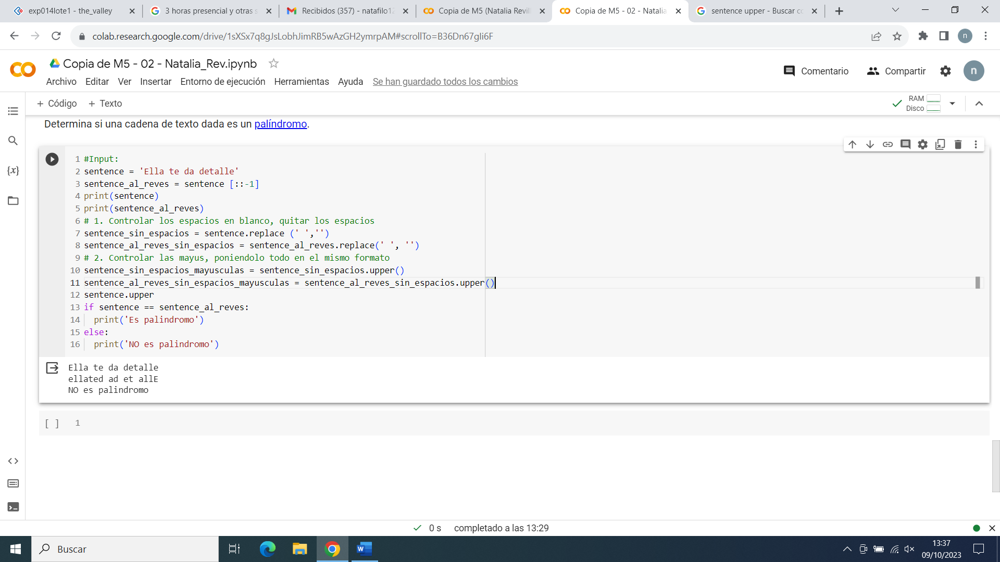 exp014lote1 - the_valley
3 horas presencial y otras s
Recibidos (357) - natafilo12
Copia de M5 (Natalia Revill
Copia de M5 - 02 - Natalia
sentence upper - Buscar co
colab.research.google.com/drive/1sXSx7q8gJsLobhJimRB5wAzGH2ymrpAM#scrollTo=B36Dn67gIi6F
n
CO
Copia de M5 - 02 - Natalia_Rev.ipynb
Comentario
Compartir
n
Archivo Editar Ver Insertar Entorno de ejecución Herramientas Ayuda Se han guardado todos los cambios
+ Código + Texto
RAM
Disco
Determina si una cadena de texto dada es un palíndromo.
{x}
1 #Input:
2 sentence = 'Ella te da detalle'
3 sentence_al_reves = sentence [::-1]
4 print(sentence)
5 print(sentence_al_reves)
6 # 1. Controlar los espacios en blanco, quitar los espacios
7 sentence_sin_espacios = sentence.replace (' ','')
8 sentence_al_reves_sin_espacios = sentence_al_reves.replace(' ', '')
9 # 2. Controlar las mayus, poniendolo todo en el mismo formato
10 sentence_sin_espacios_mayusculas = sentence_sin_espacios.upper()
11 sentence_al_reves_sin_espacios_mayusculas = sentence_al_reves_sin_espacios.upper()
12 sentence.upper
13 if sentence == sentence_al_reves:
14 print('Es palindromo')
15 else:
16 print('NO es palindromo')
Ella te da detalle
ellated ad et allE
NO es palindromo
[ ] 1
0 s completado a las 13:29
Buscar
13:37
09/10/2023